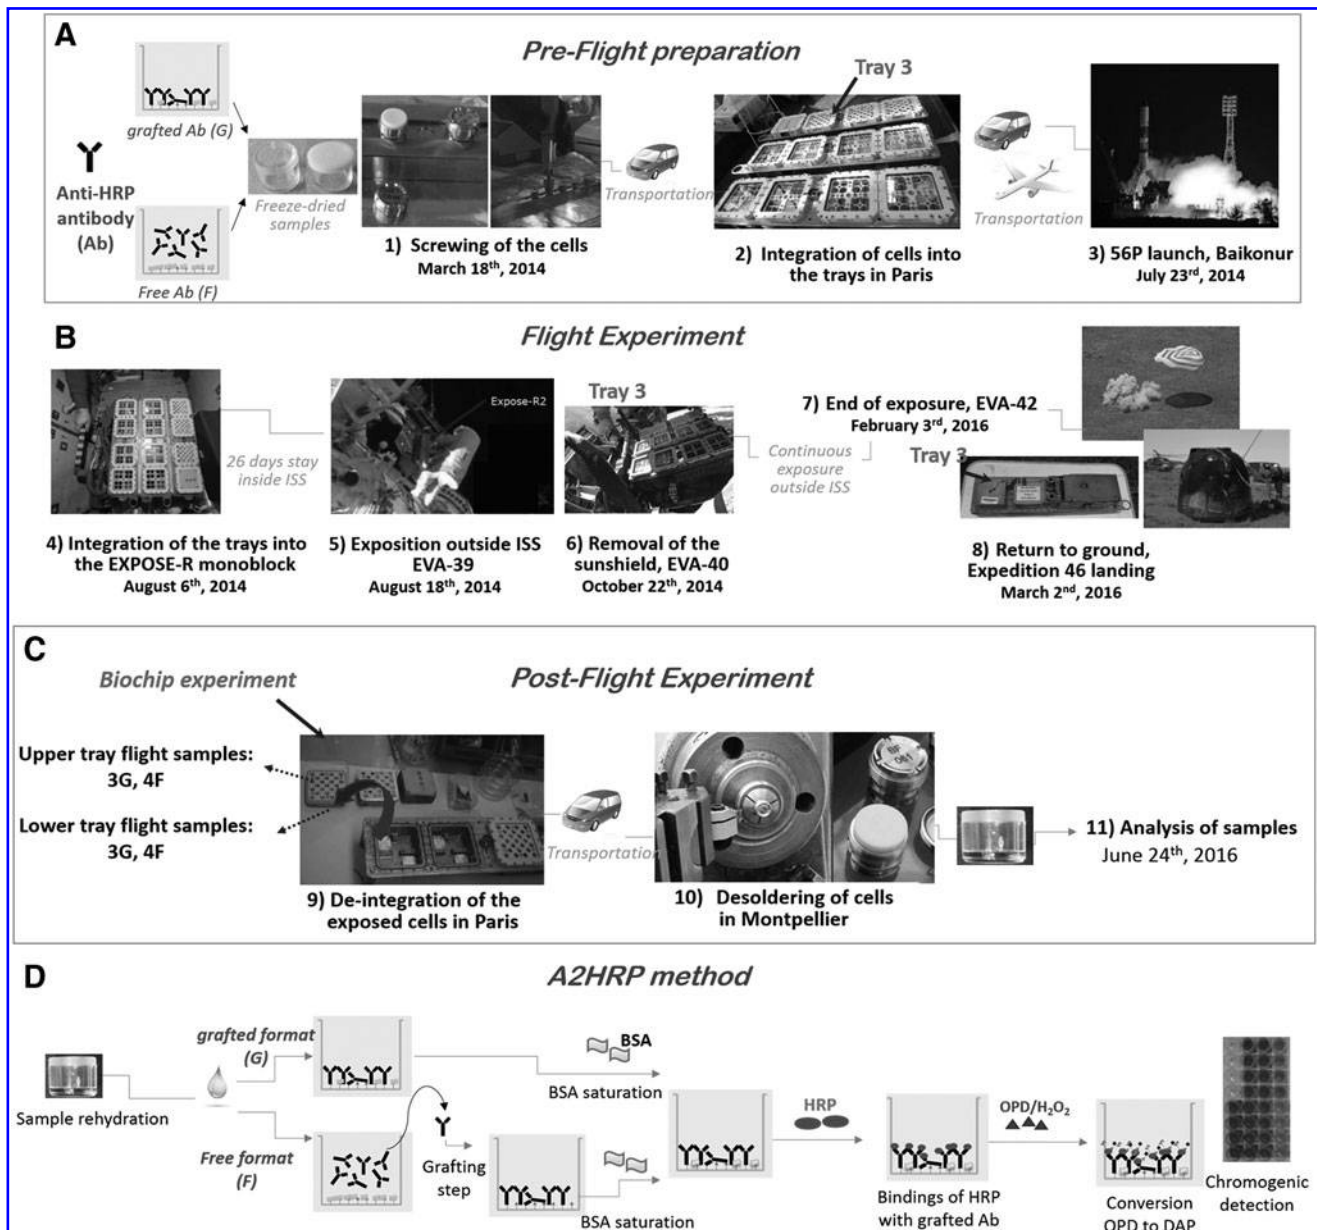 A
Pre-Flight preparation
Tray 3
grafted Ab (G)
Anti-HRP
antibody
(Ab)
Freeze-dried
samples
Free Ab (F)
1) Screwing of the cells
March 18th, 2014
Transportation
2) Integration of cells into
the trays in Paris
Transportation
3) 56P launch, Baikonur
July 23rd, 2014
B
Flight Experiment
Expose-R2
Tray 3
26 days stay
inside ISS
4) Integration of the trays into
the EXPOSE-R monoblock
August 6th, 2014
5) Exposition outside ISS
EVA-39
August 18th, 2014
6) Removal of the
sunshield, EVA-40
October 22th, 2014
Continuous
exposure
outside ISS
7) End of exposure, EVA-42
February 3rd, 2016
Tray 3
8) Return to ground,
Expedition 46 landing
March 2nd, 2016
C
Post-Flight Experiment
Biochip experiment
Upper tray flight samples:
3G, 4F
Lower tray flight samples:
3G, 4F
9) De-integration of the
exposed cells in Paris
Transportation
10) Desoldering of cells
in Montpellier
11) Analysis of samples
June 24th, 2016
D
A2HRP method
Sample rehydration
grafted format
(G)
Free format
(F)
Grafting
step
BSA
BSA saturation
BSA saturation
HRP
Bindings of HRP
with grafted Ab
OPD/H2O2
Conversion
OPD to DAP
Chromogenic
detection